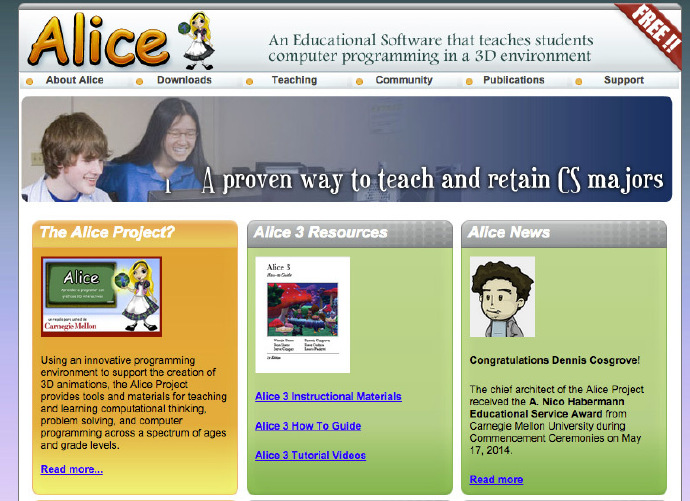 Alice
An Educational Software that teaches students
computer programming in a 3D environment
FREE !!
About Alice
Downloads
Teaching
Community
Publications
Support
A proven way to teach and retain CS majors
The Alice Project?
Alice
Carnegie Mellon
Using an innovative programming
environment to support the creation of
3D animations, the Alice Project
provides tools and materials for teaching
and learning computational thinking,
problem solving, and computer
programming across a spectrum of ages
and grade levels.
Read more...
Alice 3 Resources
Alice 3
How-to Guide
Alice 3 Instructional Materials
Alice 3 How To Guide
Alice 3 Tutorial Videos
Alice News
Congratulations Dennis Cosgrove!
The chief architect of the Alice Project
received the A. Nico Habermann
Educational Service Award from
Carnegie Mellon University during
Commencement Ceremonies on May
17, 2014.
Read more